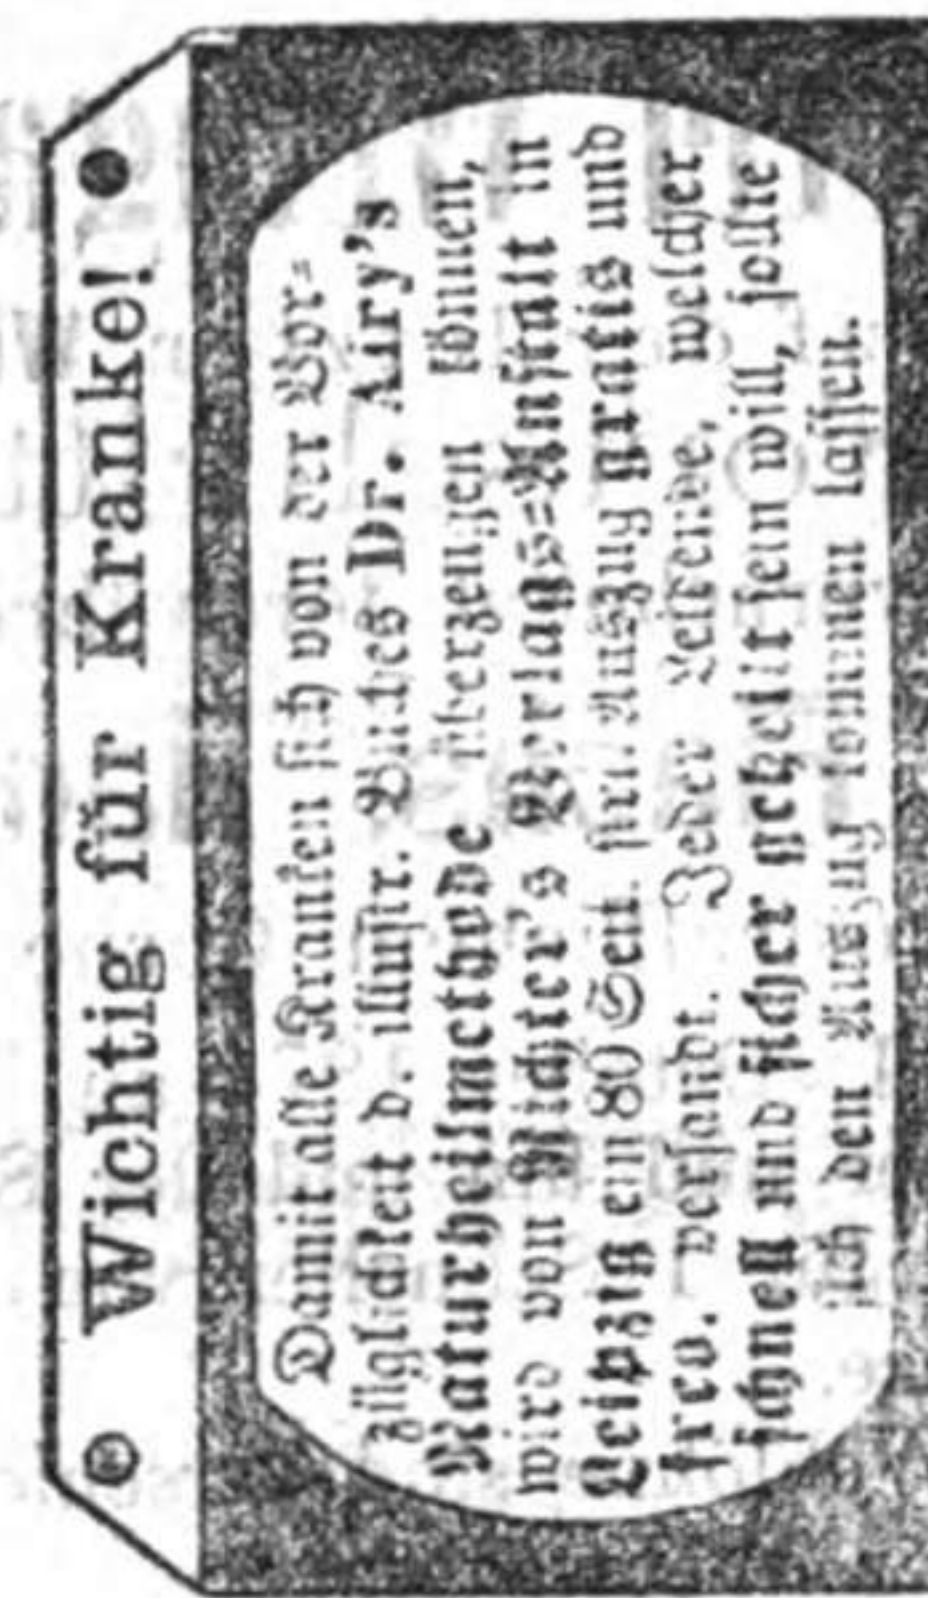 Wichtig für Kranke!
Damit alle Kranken sich von der Vor-
züglichkeit d. illustr. Buches Dr. Airy's
Naturheilmethode überzeugen können,
wird von Richter's Verlags-Anstalt in
Leipzig ein 80 Seit. Auszug gratis und
frco. versandt. Jeder Leidende, welcher
schnell und sicher geheilt sein will, sollte
sich den Auszug kommen lassen.